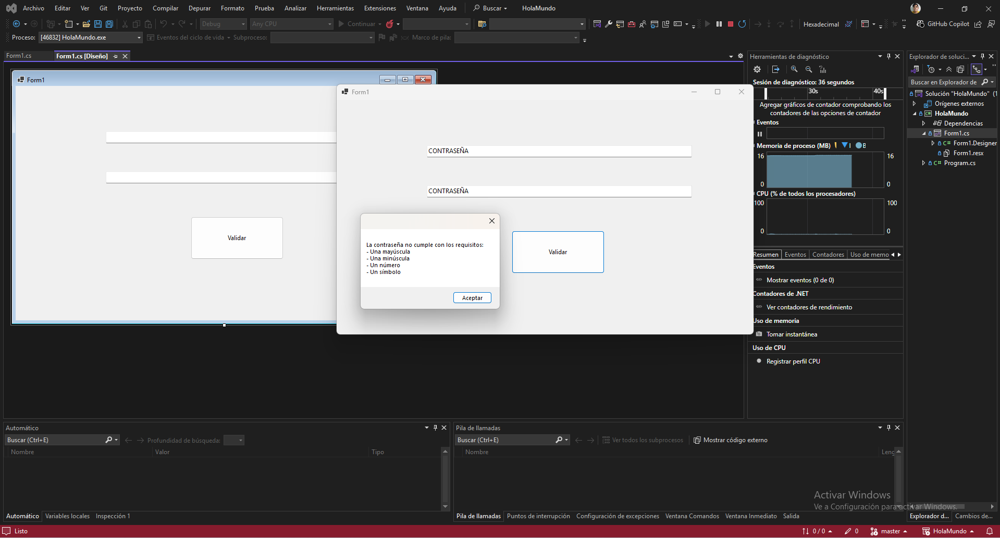 Archivo Editar Ver Git Proyecto Compilar Depurar Formato Prueba Analizar Herramientas Extensiones Ventana Ayuda Buscar HolaMundo
Debug Any CPU Continuar Hexadecimal GitHub Copilot
Proceso: [46832] HolaMundo.exe Eventos del ciclo de vida Subproceso: Marco de pila:
Form1.cs Form1.cs [Diseño]
Form1
Validar
Form1
CONTRASEÑA
CONTRASEÑA
Validar
La contraseña no cumple con los requisitos:
- Una mayúscula
- Una minúscula
- Un número
- Un símbolo
Aceptar
Herramientas de diagnóstico
Sesión de diagnóstico: 36 segundos
30s 40s
Agregar gráficos de contador comprobando los
contadores de las opciones de contador
Eventos
Memoria de proceso (MB)
16 16
0 0
CPU (% de todos los procesadores)
100 100
0 0
Resumen Eventos Contadores Uso de memo
Eventos
Mostrar eventos (0 de 0)
Contadores de .NET
Ver contadores de rendimiento
Uso de memoria
Tomar instantánea
Uso de CPU
Registrar perfil CPU
Explorador de soluci...
Buscar en Explorador de
Solución "HolaMundo" (1
Orígenes externos
C# HolaMundo
Dependencias
Form1.cs
C# Form1.Designer
Form1.resx
C# Program.cs
Automático
Buscar (Ctrl+E) Profundidad de búsqueda:
Nombre Valor Tipo
Automático Variables locales Inspección 1
Pila de llamadas
Buscar (Ctrl+E) Ver todos los subprocesos Mostrar código externo
Nombre Leng
Activar Windows
Ve a Configuración para activar Windows.
Pila de llamadas Puntos de interrupción Configuración de excepciones Ventana Comandos Ventana Inmediato Salida
Explorador d... Cambios de...
Listo 0 / 0 0 master HolaMundo